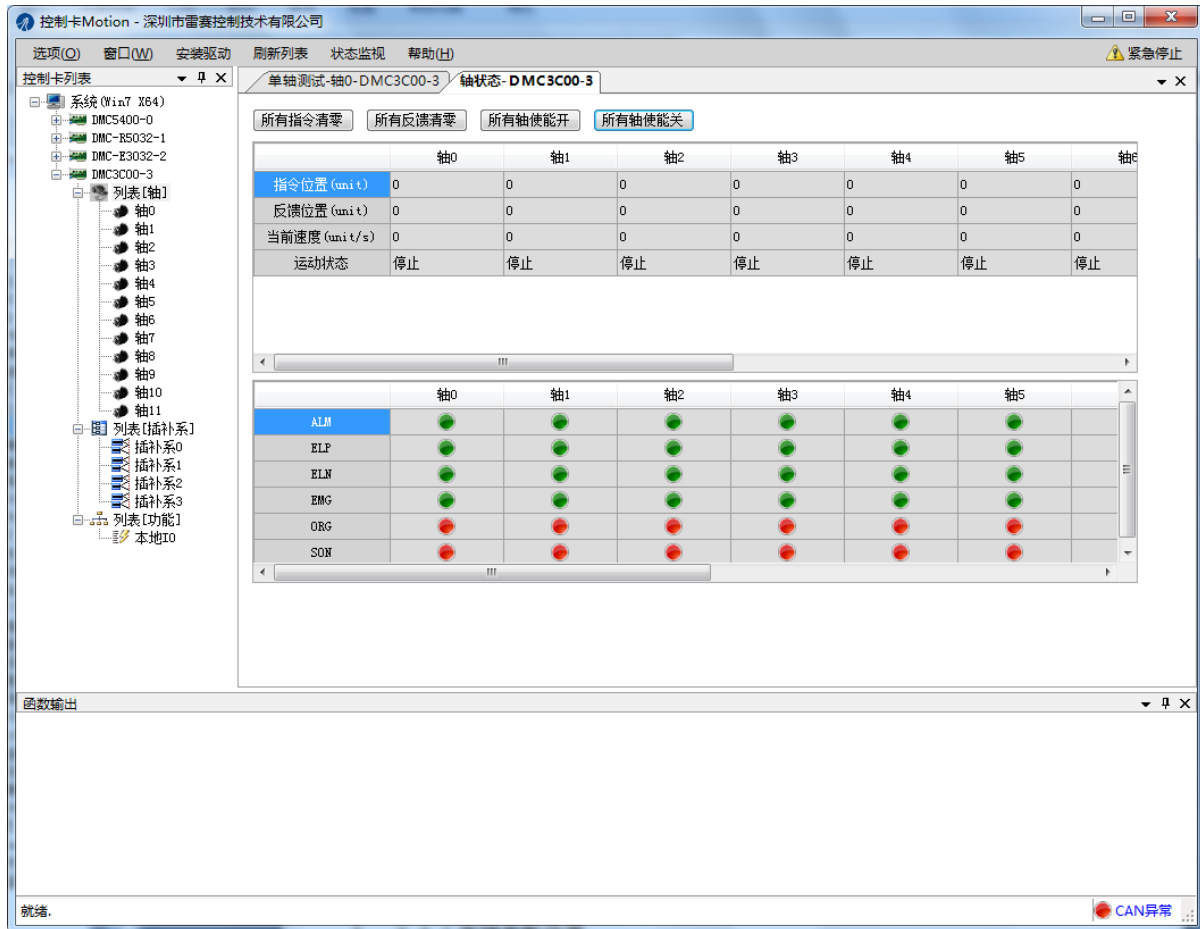 控制卡Motion - 深圳市雷赛控制技术有限公司
选项(O) 窗口(W) 安装驱动 刷新列表 状态监视 帮助(H) 紧急停止
控制卡列表
系统(Win7 X64)
DMC5400-0
DMC-R5032-1
DMC-E3032-2
DMC3C00-3
列表[轴]
轴0
轴1
轴2
轴3
轴4
轴5
轴6
轴7
轴8
轴9
轴10
轴11
列表[插补系]
插补系0
插补系1
插补系2
插补系3
列表[功能]
本地IO
单轴测试-轴0-DMC3C00-3 轴状态-DMC3C00-3
所有指令清零 所有反馈清零 所有轴使能开 所有轴使能关
轴0 轴1 轴2 轴3 轴4 轴5 轴6
指令位置(unit) 0 0 0 0 0 0 0
反馈位置(unit) 0 0 0 0 0 0 0
当前速度(unit/s) 0 0 0 0 0 0 0
运动状态 停止 停止 停止 停止 停止 停止 停止
轴0 轴1 轴2 轴3 轴4 轴5
ALM
ELP
ELN
EMG
ORG
SON
函数输出
就绪. CAN异常